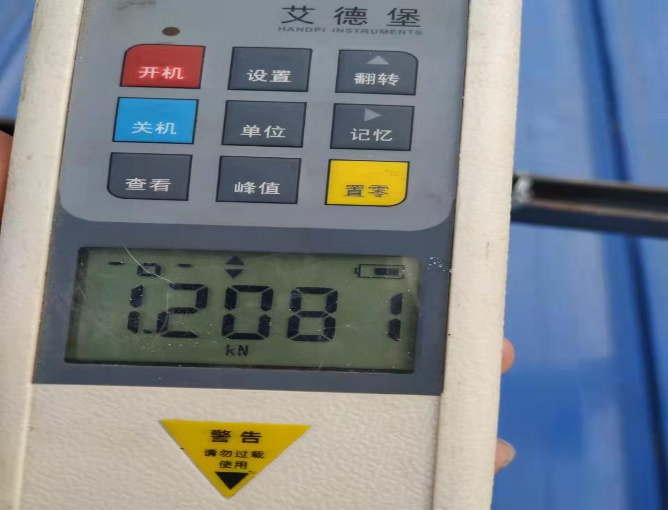 艾德堡
HANDPI INSTRUMENTS
开机 设置 翻转
关机 单位 记忆
查看 峰值 置零
1.2081
kN
警告
请勿过载
使用